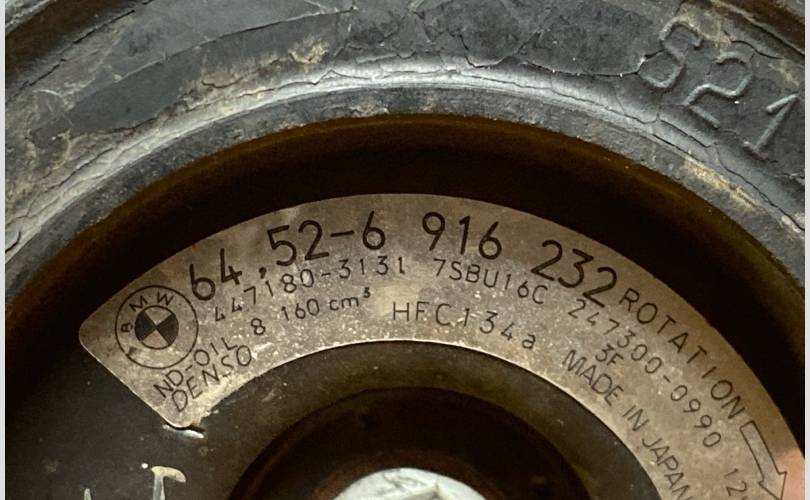 S21
BMW
64.52-6 916 232 ROTATION
447180-3131 7SBU16C 247300-0990
ND-OIL 8 160 cm³ HFC134a 3F
DENSO MADE IN JAPAN